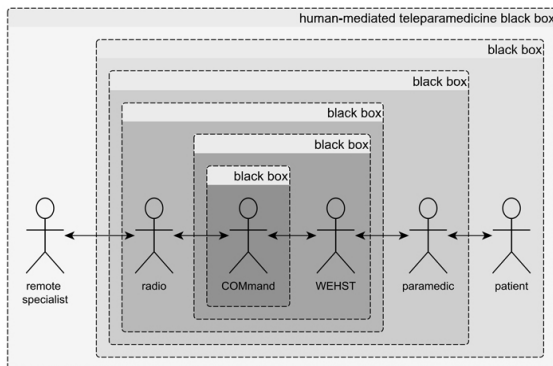 human-mediated teleparamedicine black box
black box
black box
black box
black box
black box
remote
specialist
radio
COMmand
WEHST
paramedic
patient